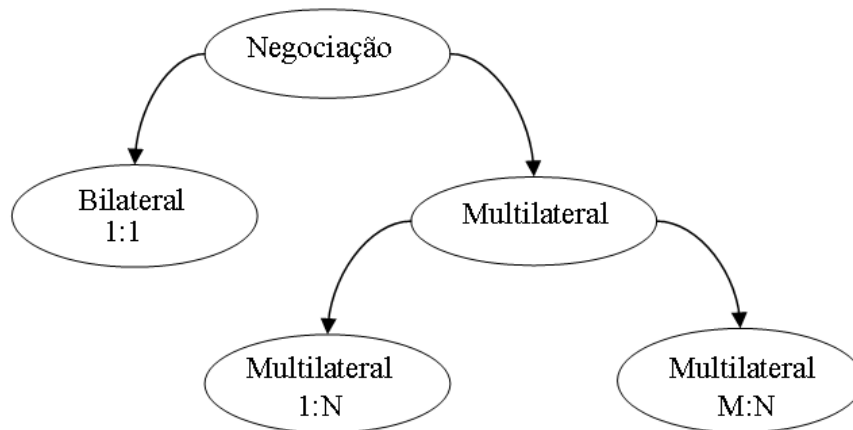 Negociação
Bilateral
1:1
Multilateral
Multilateral
1:N
Multilateral
M:N